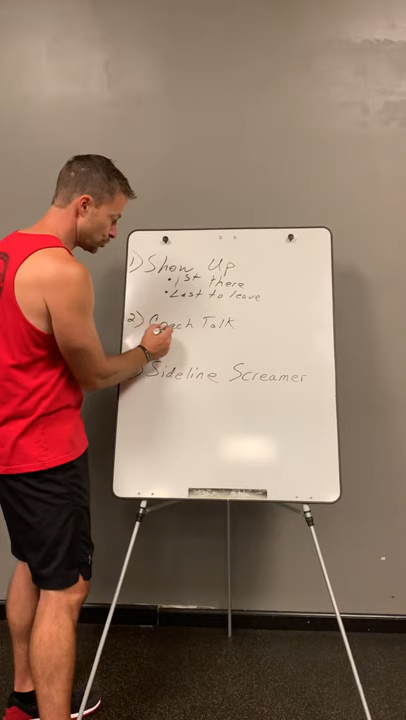 1) Show Up
• 1st there
• Last to leave
2) Coach Talk
Sideline Screamer